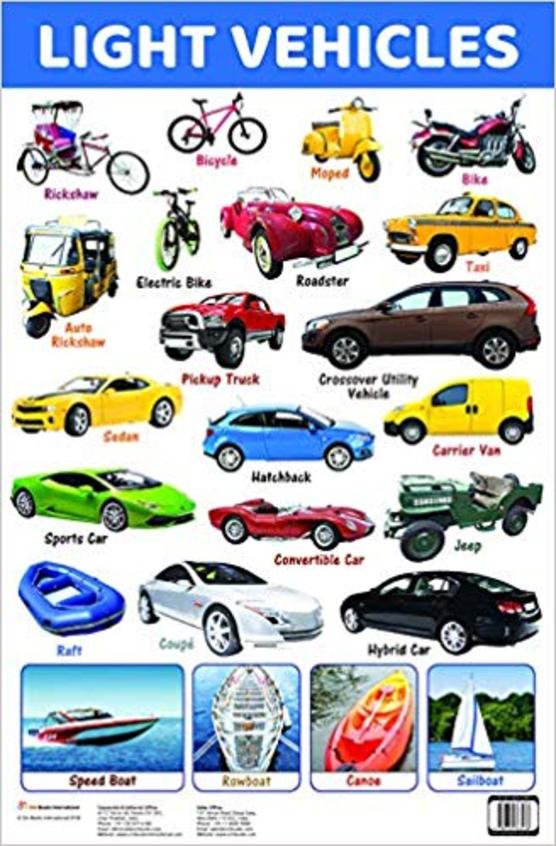 LIGHT VEHICLES
Rickshaw
Bicycle
Moped
Bike
Electric Bike
Roadster
Taxi
Auto
Rickshaw
Pickup Truck
Crossover Utility
Vehicle
Sedan
Hatchback
Carrier Van
Sports Car
Convertible Car
Jeep
Raft
Coupé
Hybrid Car
Speed Boat
Rowboat
Canoe
Sailboat